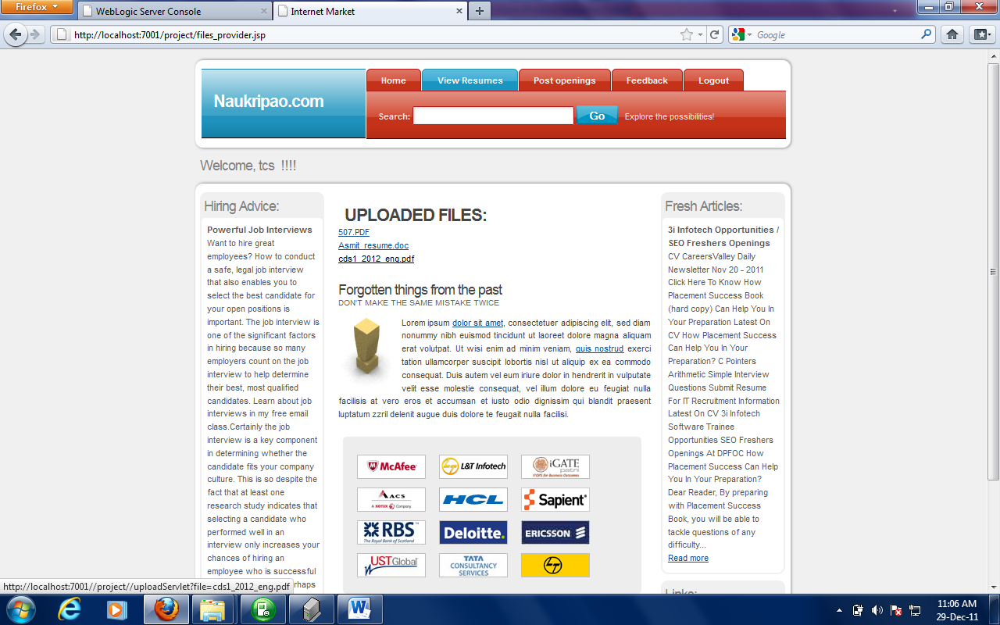 Firefox
WebLogic Server Console
Internet Market
http://localhost:7001/project/files_provider.jsp
Google
Naukripao.com
Home
View Resumes
Post openings
Feedback
Logout
Search:
Go
Explore the possibilities!
Welcome, tcs !!!!
Hiring Advice:
Powerful Job Interviews
Want to hire great
employees? How to conduct
a safe, legal job interview
that also enables you to
select the best candidate for
your open positions is
important. The job interview is
one of the significant factors
in hiring because so many
employers count on the job
interview to help determine
their best, most qualified
candidates. Learn about job
interviews in my free email
class.Certainly the job
interview is a key component
in determining whether the
candidate fits your company
culture. This is so despite the
fact that at least one
research study indicates that
selecting a candidate who
performed well in an
interview only increases your
chances of hiring an
employee who is successful
UPLOADED FILES:
507.PDF
Asmit_resume.doc
cds1_2012_eng.pdf
Forgotten things from the past
DON'T MAKE THE SAME MISTAKE TWICE
Lorem ipsum dolor sit amet, consectetuer adipiscing elit, sed diam
nonummy nibh euismod tincidunt ut laoreet dolore magna aliquam
erat volutpat. Ut wisi enim ad minim veniam, quis nostrud exerci
tation ullamcorper suscipit lobortis nisl ut aliquip ex ea commodo
consequat. Duis autem vel eum iriure dolor in hendrerit in vulputate
velit esse molestie consequat, vel illum dolore eu feugiat nulla
facilisis at vero eros et accumsan et iusto odio dignissim qui blandit praesent
luptatum zzril delenit augue duis dolore te feugait nulla facilisi.
McAfee
L&T Infotech
iGATE
patni
iTOPS for Business Outcomes
ACS
A xerox Company
HCL
Sapient
RBS
The Royal Bank of Scotland
Deloitte.
ERICSSON
UST Global
TATA
CONSULTANCY
SERVICES
Fresh Articles:
3i Infotech Opportunities /
SEO Freshers Openings
CV CareersValley Daily
Newsletter Nov 20 - 2011
Click Here To Know How
Placement Success Book
(hard copy) Can Help You In
Your Preparation Latest On
CV How Placement Success
Can Help You In Your
Preparation? C Pointers
Arithmetic Simple Interview
Questions Submit Resume
For IT Recruitment Information
Latest On CV 3i Infotech
Software Trainee
Opportunities SEO Freshers
Openings At DPFOC How
Placement Success Can Help
You In Your Preparation?
Dear Reader, By preparing
with Placement Success
Book, you will be able to
tackle questions of any
difficulty...
Read more
Links:
http://localhost:7001//project//uploadServlet?file=cds1_2012_eng.pdf
11:06 AM
29-Dec-11